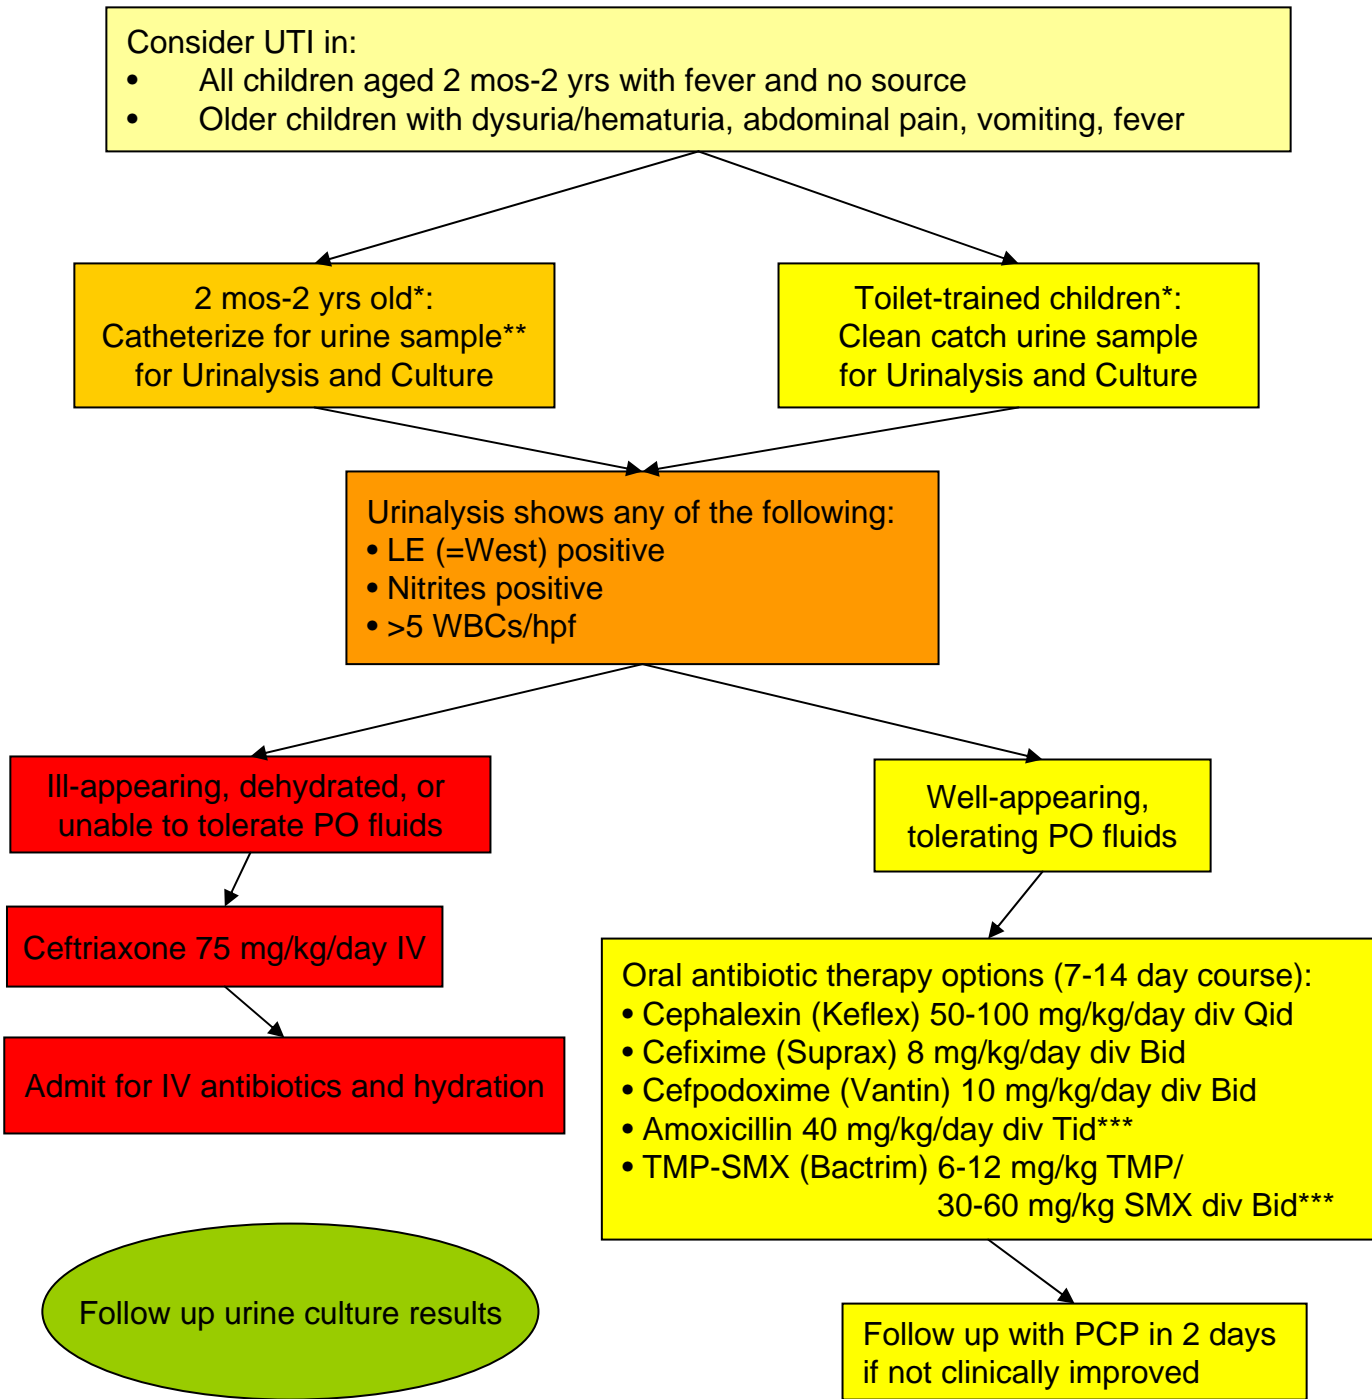 Consider UTI in:
• All children aged 2 mos-2 yrs with fever and no source
• Older children with dysuria/hematuria, abdominal pain, vomiting, fever
2 mos-2 yrs old*:
Catheterize for urine sample**
for Urinalysis and Culture
Toilet-trained children*:
Clean catch urine sample
for Urinalysis and Culture
Urinalysis shows any of the following:
• LE (=West) positive
• Nitrites positive
• >5 WBCs/hpf
Ill-appearing, dehydrated, or
unable to tolerate PO fluids
Ceftriaxone 75 mg/kg/day IV
Admit for IV antibiotics and hydration
Well-appearing,
tolerating PO fluids
Oral antibiotic therapy options (7-14 day course):
• Cephalexin (Keflex) 50-100 mg/kg/day div Qid
• Cefixime (Suprax) 8 mg/kg/day div Bid
• Cefpodoxime (Vantin) 10 mg/kg/day div Bid
• Amoxicillin 40 mg/kg/day div Tid***
• TMP-SMX (Bactrim) 6-12 mg/kg TMP/
30-60 mg/kg SMX div Bid***
Follow up urine culture results
Follow up with PCP in 2 days
if not clinically improved